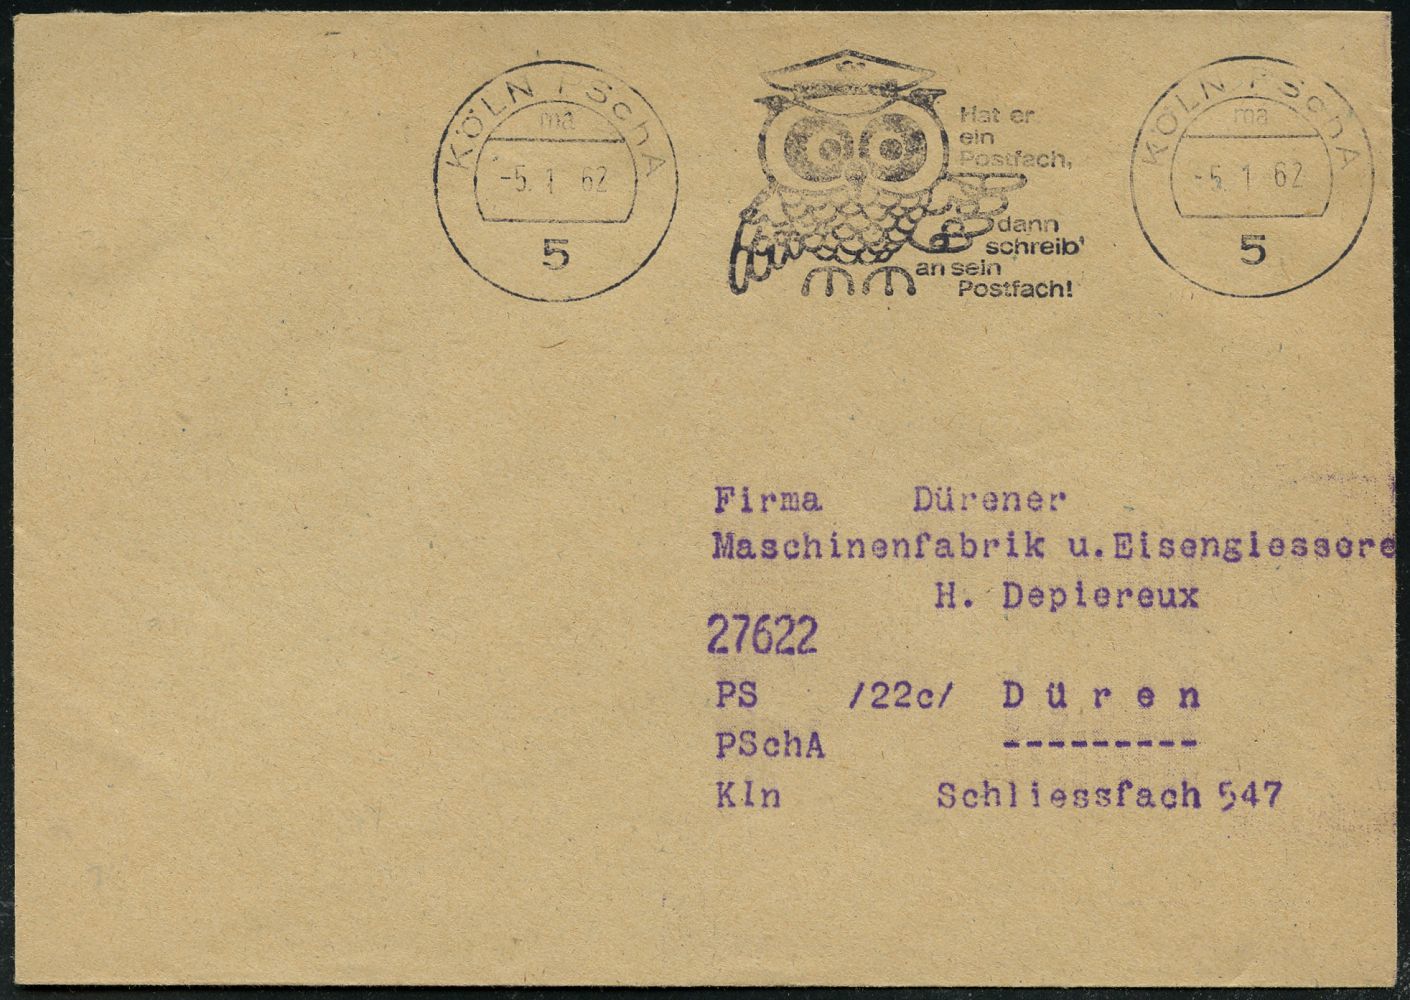 KÖLN PSchA
ma
-5. 1 62
5
Hat er
ein
Postfach,
dann
schreib'
an sein
Postfach!
KÖLN PSchA
ma
-5. 1 62
5
Firma Dürener
Maschinenfabrik u.Eisengiessere
H. Depiereux
27622
PS /22c/ Düren
PSchA ---------
Kln Schliessfach 547